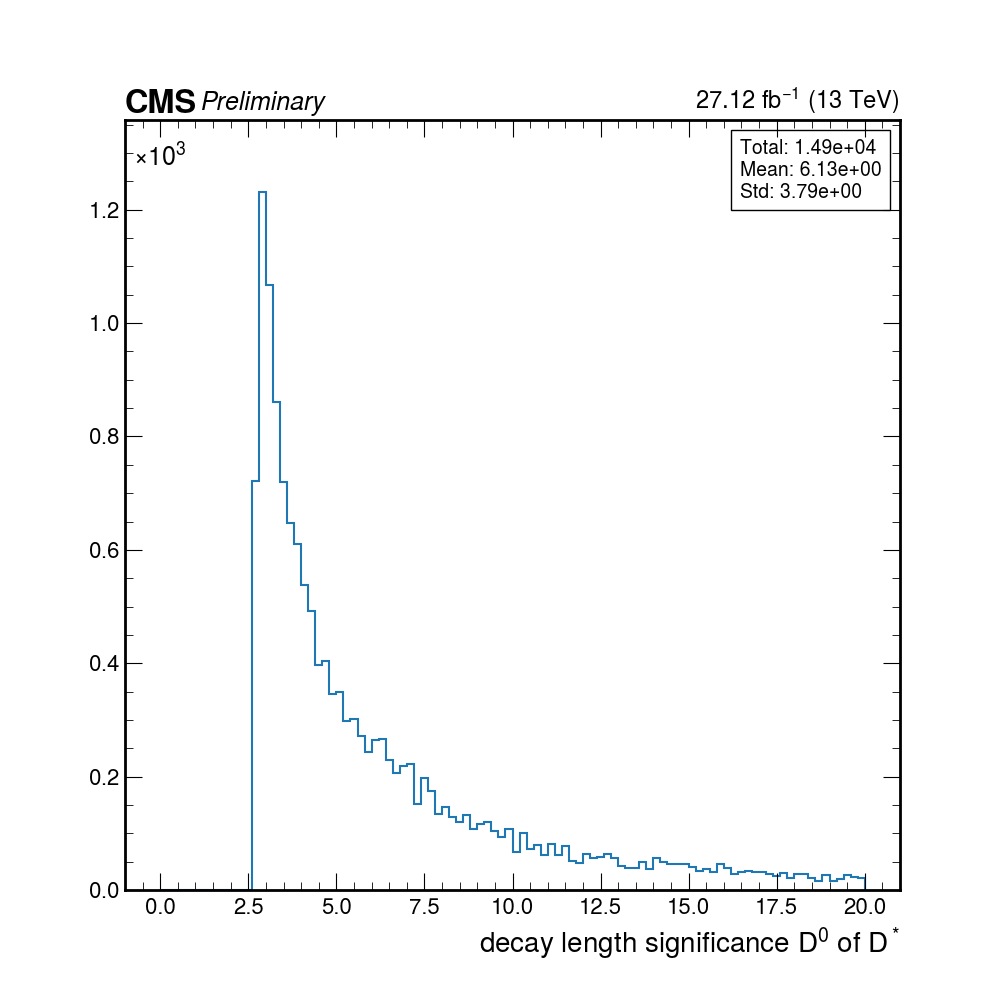 CMS Preliminary
27.12 fb⁻¹ (13 TeV)
×10³
Total: 1.49e+04
Mean: 6.13e+00
Std: 3.79e+00
1.2
1.0
0.8
0.6
0.4
0.2
0.0
0.0 2.5 5.0 7.5 10.0 12.5 15.0 17.5 20.0
decay length significance D⁰ of D*